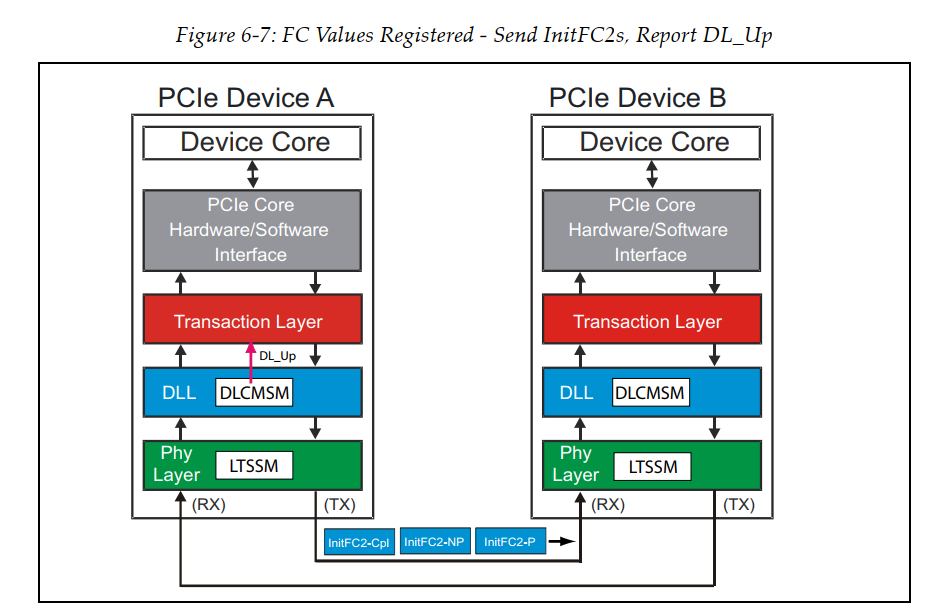 Figure 6-7: FC Values Registered - Send InitFC2s, Report DL_Up
PCIe Device A
Device Core
PCIe Core
Hardware/Software
Interface
Transaction Layer
DL_Up
DLL
DLCMSM
Phy
Layer
LTSSM
(RX)
(TX)
PCIe Device B
Device Core
PCIe Core
Hardware/Software
Interface
Transaction Layer
DLL
DLCMSM
Phy
Layer
LTSSM
(RX)
(TX)
InitFC2-Cpl
InitFC2-NP
InitFC2-P